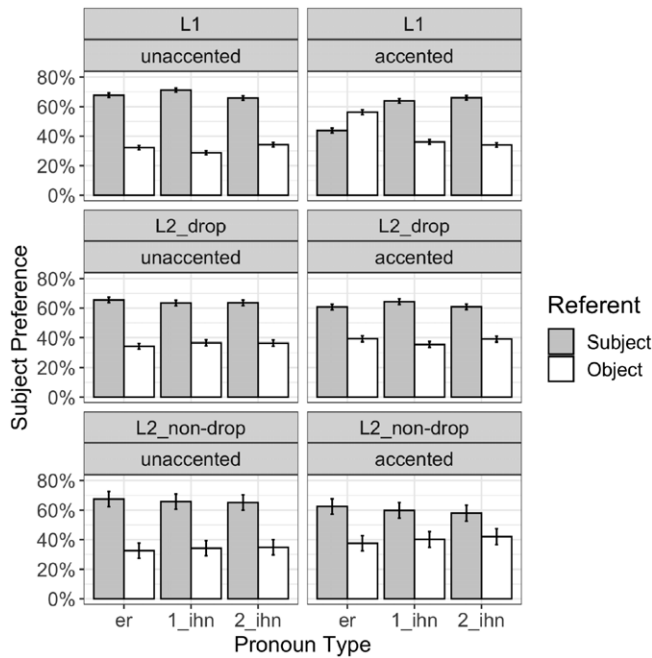 L1 L1
unaccented accented
80%
60%
40%
20%
0%
L2_drop L2_drop
unaccented accented
80%
60%
40%
20%
0%
L2_non-drop L2_non-drop
unaccented accented
80%
60%
40%
20%
0%
er 1_ihn 2_ihn er 1_ihn 2_ihn
Pronoun Type
Subject Preference
Referent
Subject
Object